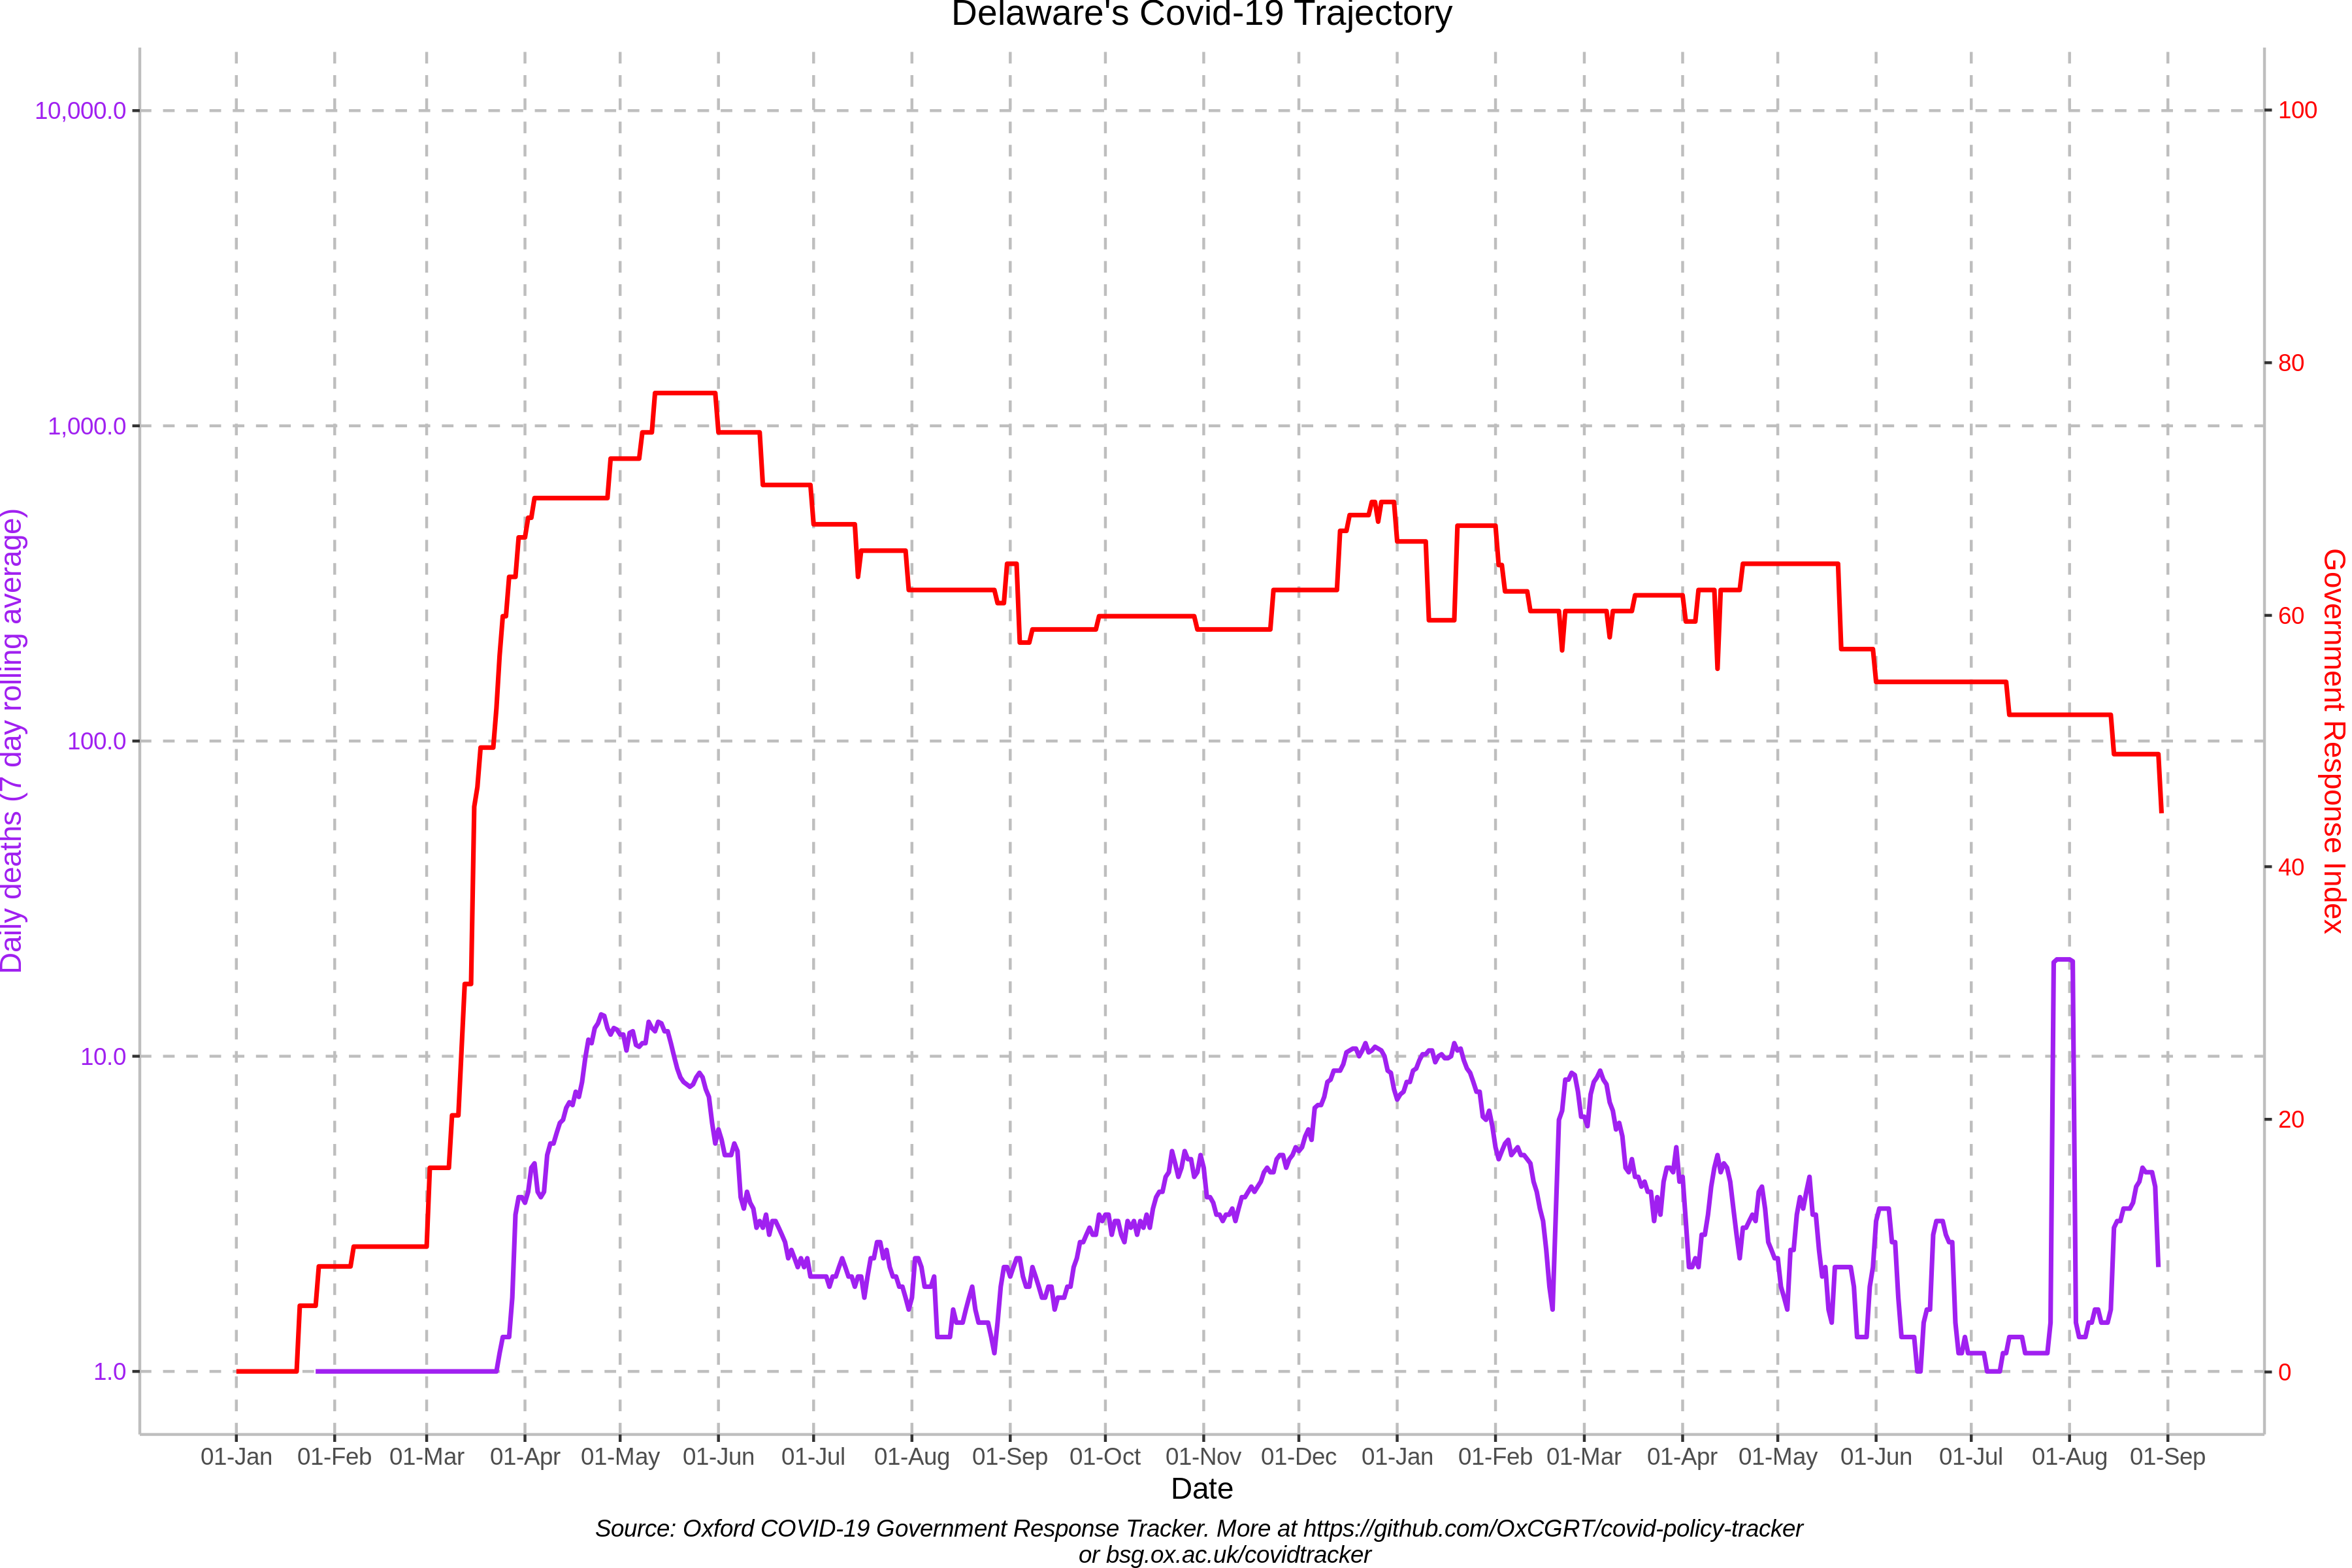 Delaware's Covid-19 Trajectory
10,000.0
1,000.0
100.0
10.0
1.0
Daily deaths (7 day rolling average)
100
80
60
40
20
0
Government Response Index
01-Jan 01-Feb 01-Mar 01-Apr 01-May 01-Jun 01-Jul 01-Aug 01-Sep 01-Oct 01-Nov 01-Dec 01-Jan 01-Feb 01-Mar 01-Apr 01-May 01-Jun 01-Jul 01-Aug 01-Sep
Date
Source: Oxford COVID-19 Government Response Tracker. More at https://github.com/OxCGRT/covid-policy-tracker
or bsg.ox.ac.uk/covidtracker